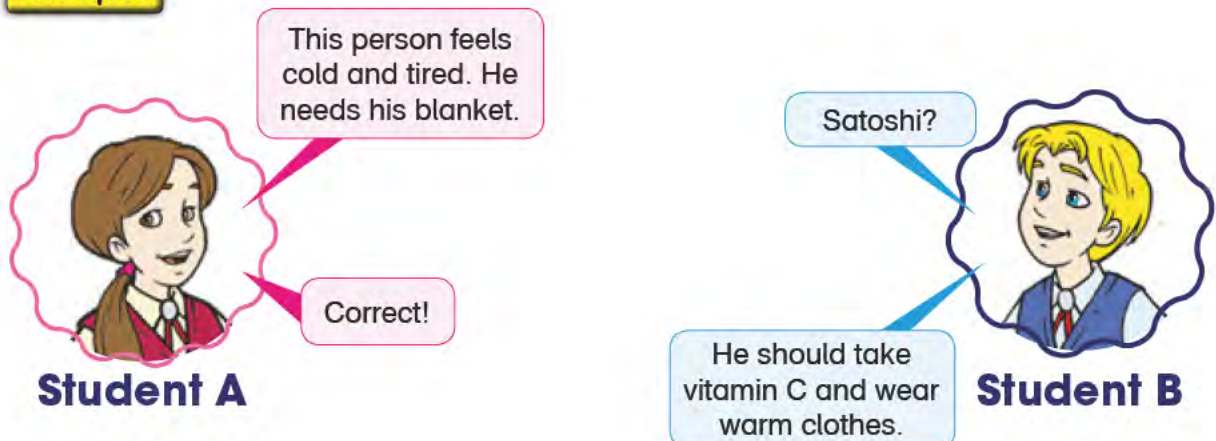 This person feels
cold and tired. He
needs his blanket.
Satoshi?
Correct!
He should take
vitamin C and wear
warm clothes.
Student A
Student B